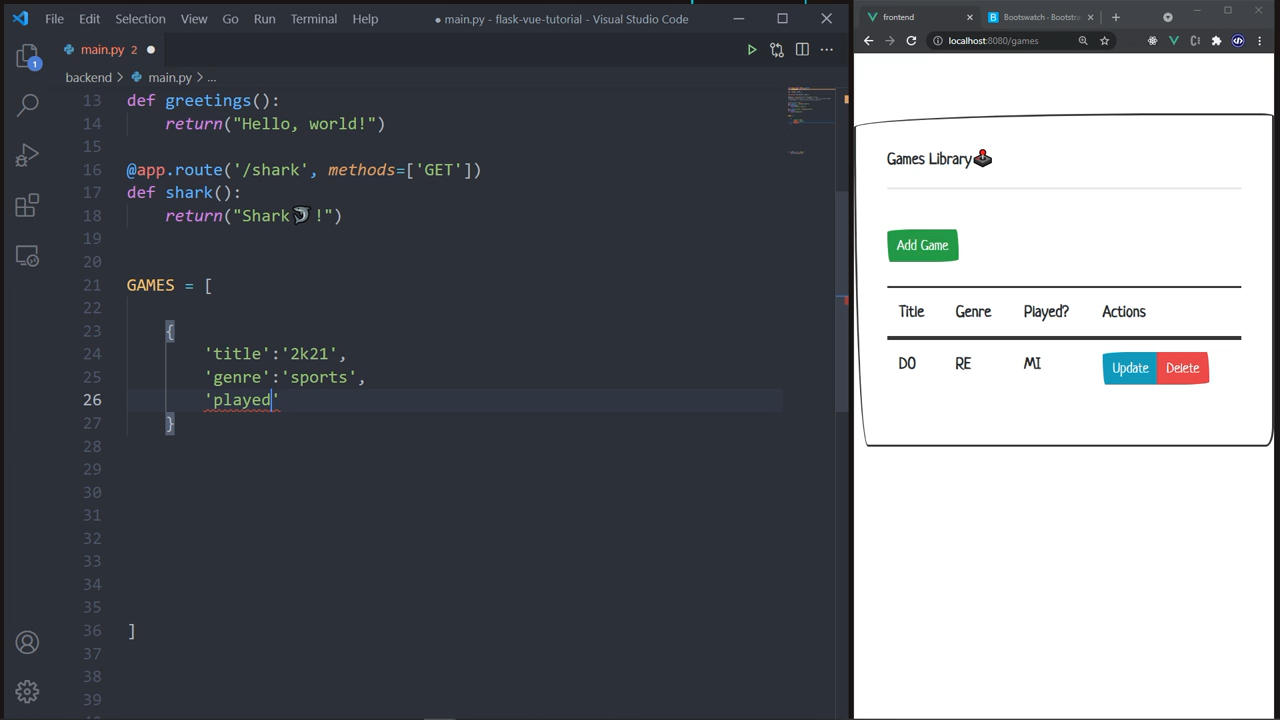 File Edit Selection View Go Run Terminal Help
● main.py - flask-vue-tutorial - Visual Studio Code
main.py 2 ●
backend > main.py > ...
13 def greetings():
14 return("Hello, world!")
15
16 @app.route('/shark', methods=['GET'])
17 def shark():
18 return("Shark🦈!")
19
20
21 GAMES = [
22
23 {
24 'title':'2k21',
25 'genre':'sports',
26 'played'
27 }
28
29
30
31
32
33
34
35
36 ]
37
38
39
1
frontend
Bootswatch - Bootstra
localhost:8080/games
Games Library🕹️
Add Game
Title Genre Played? Actions
DO RE MI Update Delete